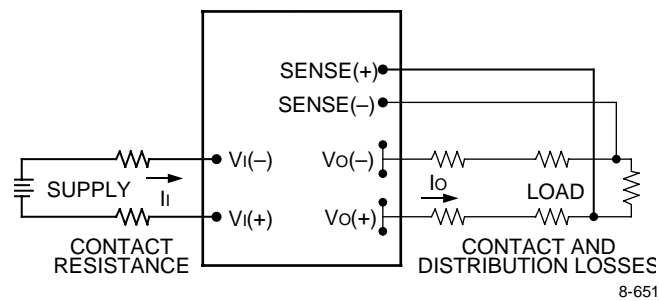 SENSE(+)
SENSE(–)
VI(–)
VO(–)
SUPPLY
II
IO
LOAD
VI(+)
VO(+)
CONTACT
RESISTANCE
CONTACT AND
DISTRIBUTION LOSSES
8-651